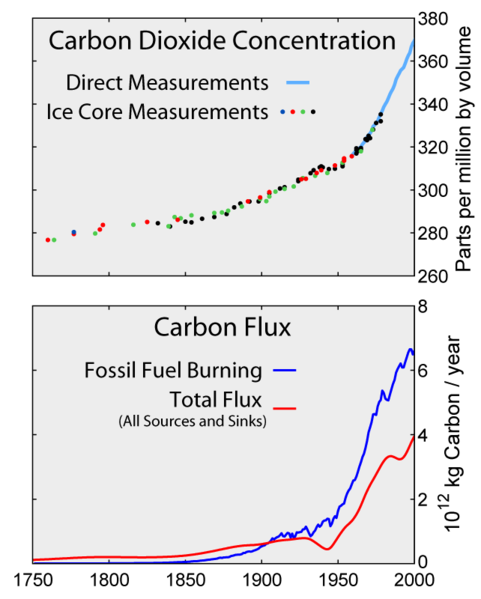 Carbon Dioxide Concentration
Direct Measurements
Ice Core Measurements
380
360
340
320
300
280
260
Parts per million by volume
Carbon Flux
Fossil Fuel Burning
Total Flux
(All Sources and Sinks)
8
6
4
2
0
10¹² kg Carbon / year
1750 1800 1850 1900 1950 2000